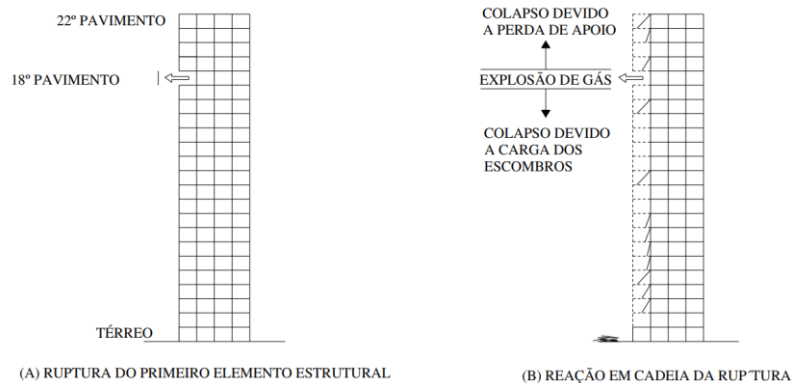 22º PAVIMENTO
18º PAVIMENTO
TÉRREO
(A) RUPTURA DO PRIMEIRO ELEMENTO ESTRUTURAL
COLAPSO DEVIDO
A PERDA DE APOIO
EXPLOSÃO DE GÁS
COLAPSO DEVIDO
A CARGA DOS
ESCOMBROS
(B) REAÇÃO EM CADEIA DA RUP´TURA